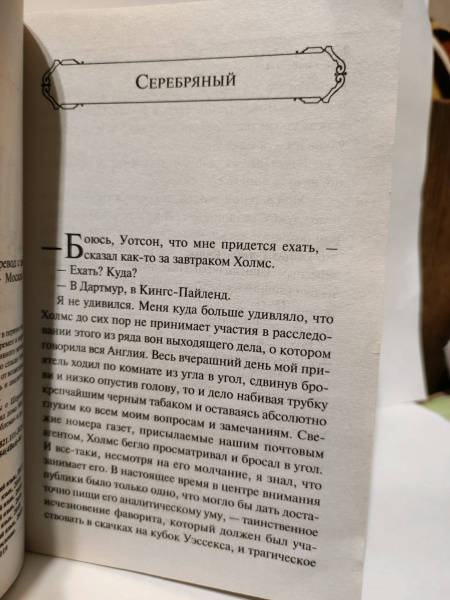 СЕРЕБРЯНЫЙ
— Боюсь, Уотсон, что мне придется ехать, —
сказал как-то за завтраком Холмс.
— Ехать? Куда?
— В Дартмур, в Кингс-Пайленд.
Я не удивился. Меня куда больше удивляло, что
Холмс до сих пор не принимает участия в расследо-
вании этого из ряда вон выходящего дела, о котором
говорила вся Англия. Весь вчерашний день мой при-
ятель ходил по комнате из угла в угол, сдвинув бро-
ви и низко опустив голову, то и дело набивая трубку
крепчайшим черным табаком и оставаясь абсолютно
глухим ко всем моим вопросам и замечаниям. Све-
жие номера газет, присылаемые нашим почтовым
агентом, Холмс бегло просматривал и бросал в угол.
И все-таки, несмотря на его молчание, я знал, что
занимает его. В настоящее время в центре внимания
публики было только одно, что могло бы дать доста-
точно пищи его аналитическому уму, — таинственное
исчезновение фаворита, который должен был уча-
ствовать в скачках на кубок Уэссекса, и трагическое